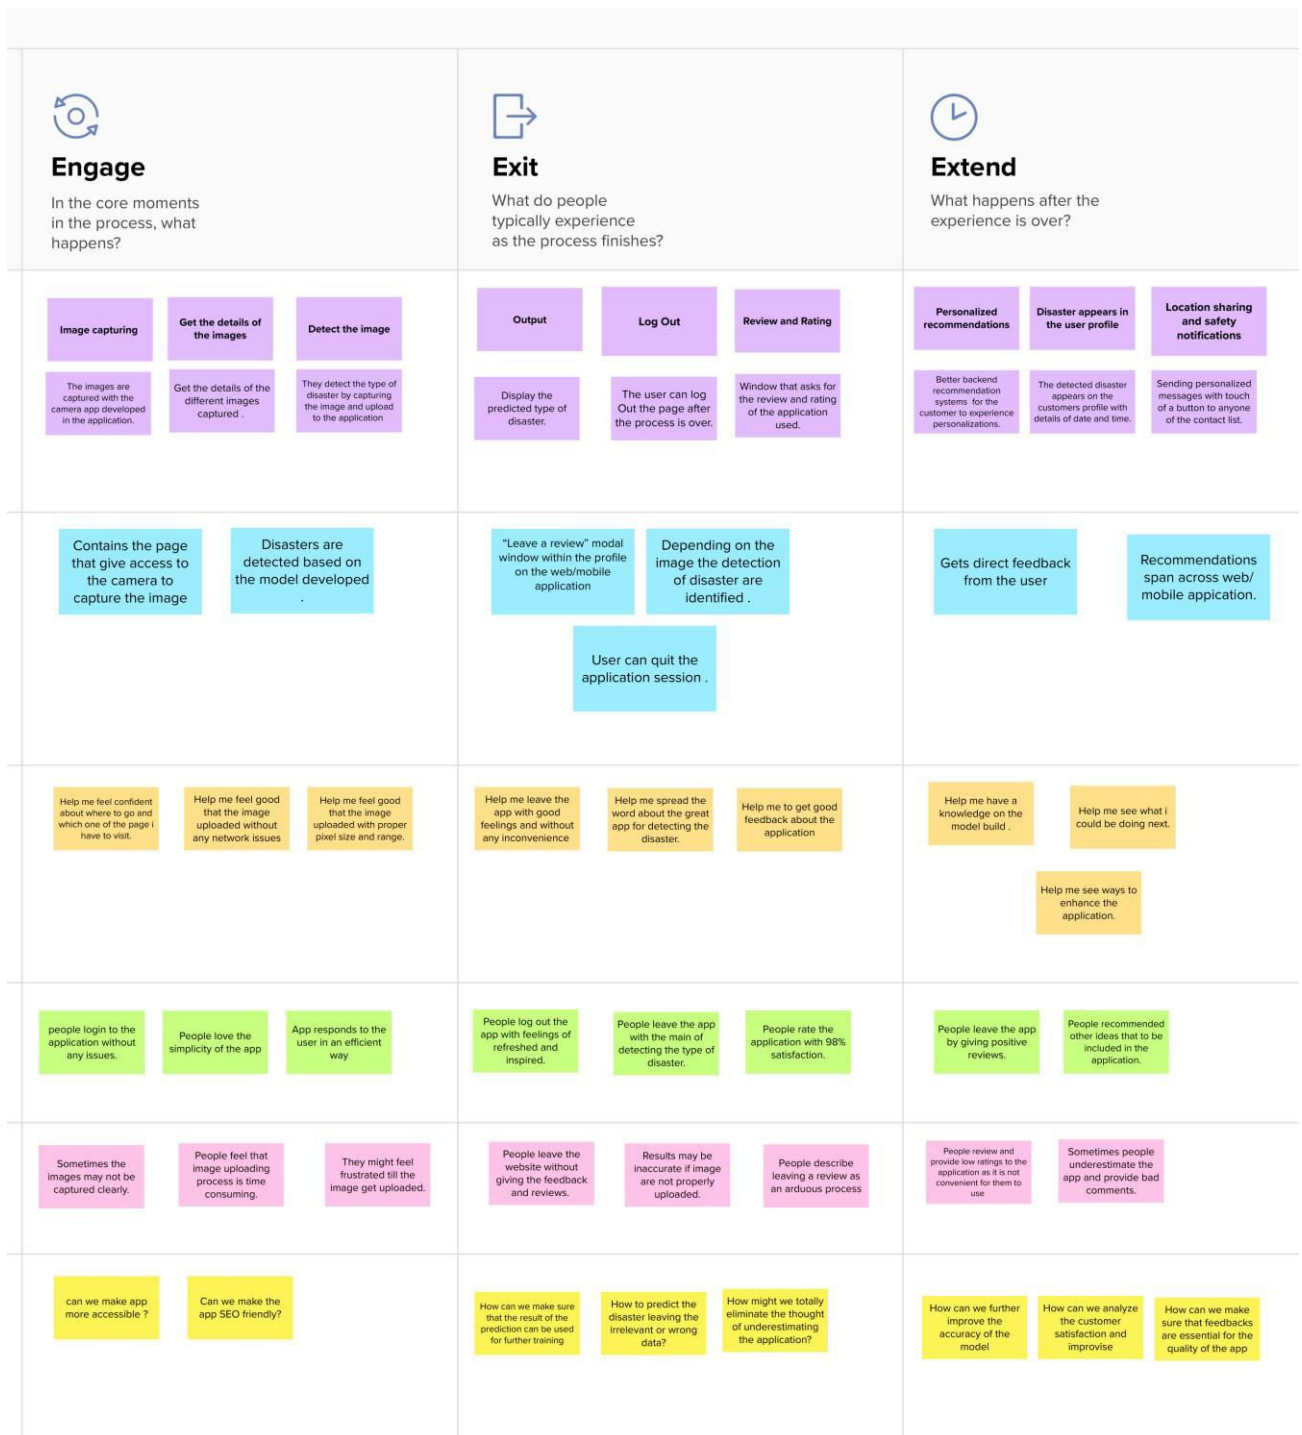 Engage
In the core moments
in the process, what
happens?
Exit
What do people
typically experience
as the process finishes?
Extend
What happens after the
experience is over?
Image capturing
Get the details of
the images
Detect the image
Output
Log Out
Review and Rating
Personalized
recommendations
Disaster appears in
the user profile
Location sharing
and safety
notifications
The images are
captured with the
camera app developed
in the application.
Get the details of the
different images
captured .
They detect the type of
disaster by capturing
the image and upload
to the application
Display the
predicted type of
disaster.
The user can log
Out the page after
the process is over.
Window that asks for
the review and rating
of the application
used.
Better backend
recommendation
systems for the
customer to experience
personalizations.
The detected disaster
appears on the
customers profile with
details of date and time.
Sending personalized
messages with touch
of a button to anyone
of the contact list.
Contains the page
that give access to
the camera to
capture the image
Disasters are
detected based on
the model developed
.
"Leave a review" modal
window within the profile
on the web/mobile
application
Depending on the
image the detection
of disaster are
identified .
User can quit the
application session .
Gets direct feedback
from the user
Recommendations
span across web/
mobile appication.
Help me feel confident
about where to go and
which one of the page i
have to visit.
Help me feel good
that the image
uploaded without
any network issues
Help me feel good
that the image
uploaded with proper
pixel size and range.
Help me leave the
app with good
feelings and without
any inconvenience
Help me spread the
word about the great
app for detecting the
disaster.
Help me to get good
feedback about the
application
Help me have a
knowledge on the
model build .
Help me see what i
could be doing next.
Help me see ways to
enhance the
application.
people login to the
application without
any issues.
People love the
simplicity of the app
App responds to the
user in an efficient
way
People log out the
app with feelings of
refreshed and
inspired.
People leave the app
with the main of
detecting the type of
disaster.
People rate the
application with 98%
satisfaction.
People leave the app
by giving positive
reviews.
People recommended
other ideas that to be
included in the
application.
Sometimes the
images may not be
captured clearly.
People feel that
image uploading
process is time
consuming.
They might feel
frustrated till the
image get uploaded.
People leave the
website without
giving the feedback
and reviews.
Results may be
inaccurate if image
are not properly
uploaded.
People describe
leaving a review as
an arduous process
People review and
provide low ratings to the
application as it is not
convenient for them to
use
Sometimes people
underestimate the
app and provide bad
comments.
can we make app
more accessible ?
Can we make the
app SEO friendly?
How can we make sure
that the result of the
prediction can be used
for further training
How to predict the
disaster leaving the
irrelevant or wrong
data?
How might we totally
eliminate the thought
of underestimating
the application?
How can we further
improve the
accuracy of the
model
How can we analyze
the customer
satisfaction and
improvise
How can we make
sure that feedbacks
are essential for the
quality of the app